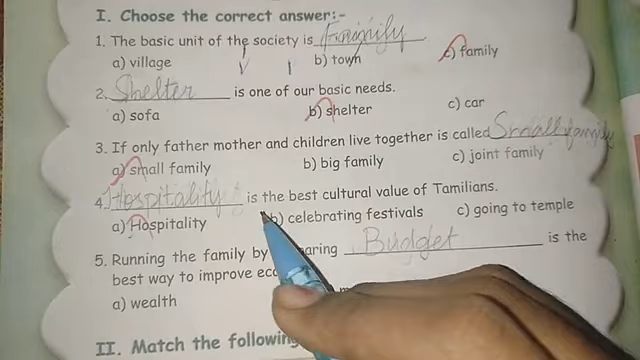 I. Choose the correct answer:-
1. The basic unit of the society is Family
a) village b) town c) family
2. Shelter is one of our basic needs.
a) sofa b) shelter c) car
3. If only father mother and children live together is called Small family
a) small family b) big family c) joint family
4. Hospitality is the best cultural value of Tamilians.
a) Hospitality b) celebrating festivals c) going to temple
5. Running the family by Budget is the
best way to improve
a) wealth
II. Match the following